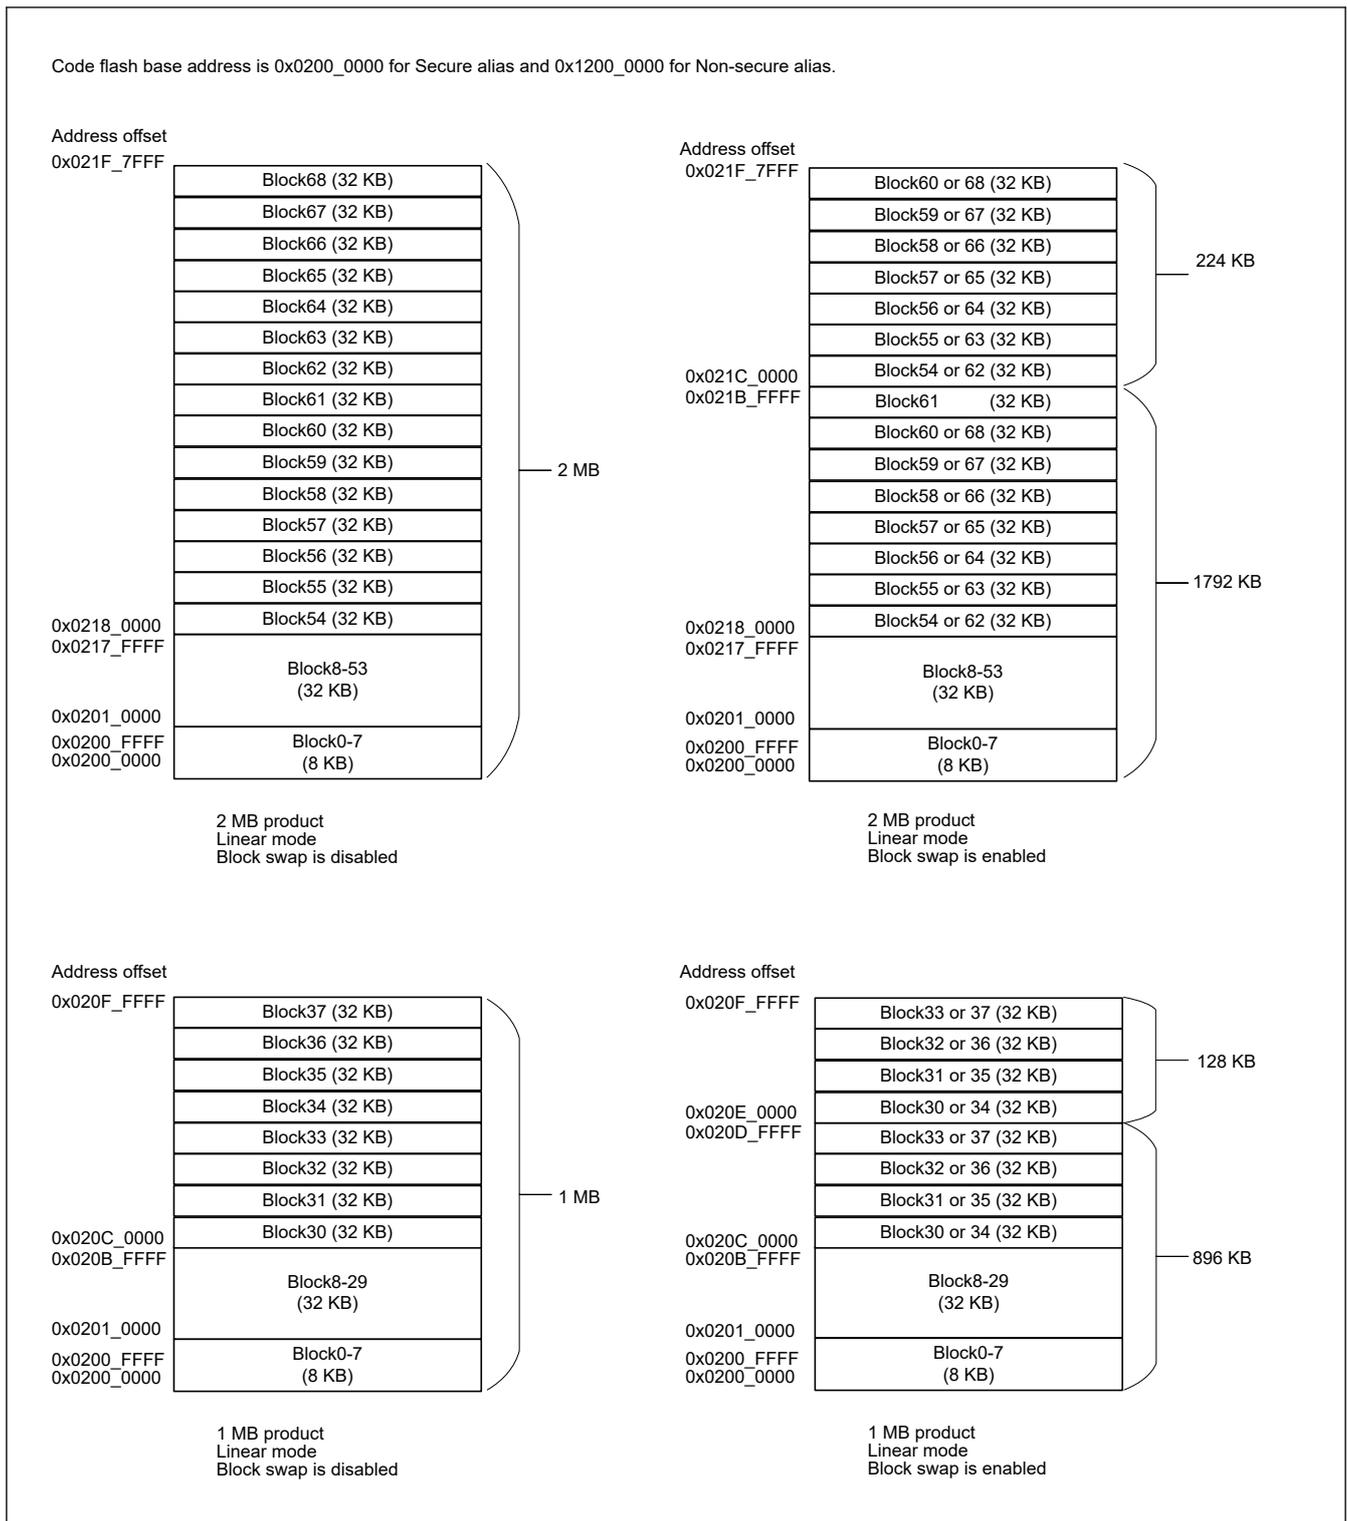 Code flash base address is 0x0200_0000 for Secure alias and 0x1200_0000 for Non-secure alias.
Address offset
0x021F_7FFF
Block68 (32 KB)
Block67 (32 KB)
Block66 (32 KB)
Block65 (32 KB)
Block64 (32 KB)
Block63 (32 KB)
Block62 (32 KB)
Block61 (32 KB)
Block60 (32 KB)
Block59 (32 KB)
Block58 (32 KB)
Block57 (32 KB)
Block56 (32 KB)
Block55 (32 KB)
Block54 (32 KB)
2 MB
0x0218_0000
0x0217_FFFF
Block8-53
(32 KB)
0x0201_0000
0x0200_FFFF
0x0200_0000
Block0-7
(8 KB)
2 MB product
Linear mode
Block swap is disabled
Address offset
0x021F_7FFF
Block60 or 68 (32 KB)
Block59 or 67 (32 KB)
Block58 or 66 (32 KB)
Block57 or 65 (32 KB)
Block56 or 64 (32 KB)
Block55 or 63 (32 KB)
Block54 or 62 (32 KB)
224 KB
0x021C_0000
0x021B_FFFF
Block61 (32 KB)
Block60 or 68 (32 KB)
Block59 or 67 (32 KB)
Block58 or 66 (32 KB)
Block57 or 65 (32 KB)
Block56 or 64 (32 KB)
Block55 or 63 (32 KB)
Block54 or 62 (32 KB)
1792 KB
0x0218_0000
0x0217_FFFF
Block8-53
(32 KB)
0x0201_0000
0x0200_FFFF
0x0200_0000
Block0-7
(8 KB)
2 MB product
Linear mode
Block swap is enabled
Address offset
0x020F_FFFF
Block37 (32 KB)
Block36 (32 KB)
Block35 (32 KB)
Block34 (32 KB)
Block33 (32 KB)
Block32 (32 KB)
Block31 (32 KB)
Block30 (32 KB)
1 MB
0x020C_0000
0x020B_FFFF
Block8-29
(32 KB)
0x0201_0000
0x0200_FFFF
0x0200_0000
Block0-7
(8 KB)
1 MB product
Linear mode
Block swap is disabled
Address offset
0x020F_FFFF
Block33 or 37 (32 KB)
Block32 or 36 (32 KB)
Block31 or 35 (32 KB)
Block30 or 34 (32 KB)
128 KB
0x020E_0000
0x020D_FFFF
Block33 or 37 (32 KB)
Block32 or 36 (32 KB)
Block31 or 35 (32 KB)
Block30 or 34 (32 KB)
896 KB
0x020C_0000
0x020B_FFFF
Block8-29
(32 KB)
0x0201_0000
0x0200_FFFF
0x0200_0000
Block0-7
(8 KB)
1 MB product
Linear mode
Block swap is enabled